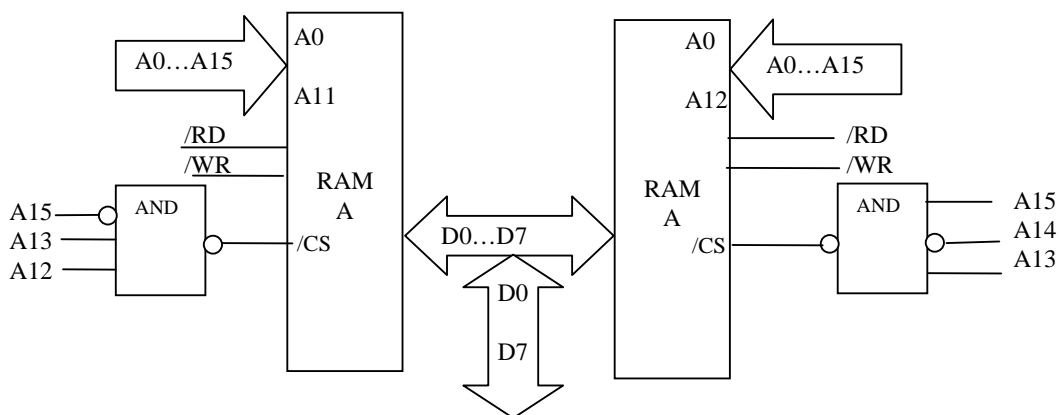 A0…A15
A0
A11
/RD
/WR
RAM
A
/CS
AND
A15
A13
A12
D0…D7
D0
D7
A0
A12
A0…A15
/RD
/WR
RAM
A
/CS
AND
A15
A14
A13